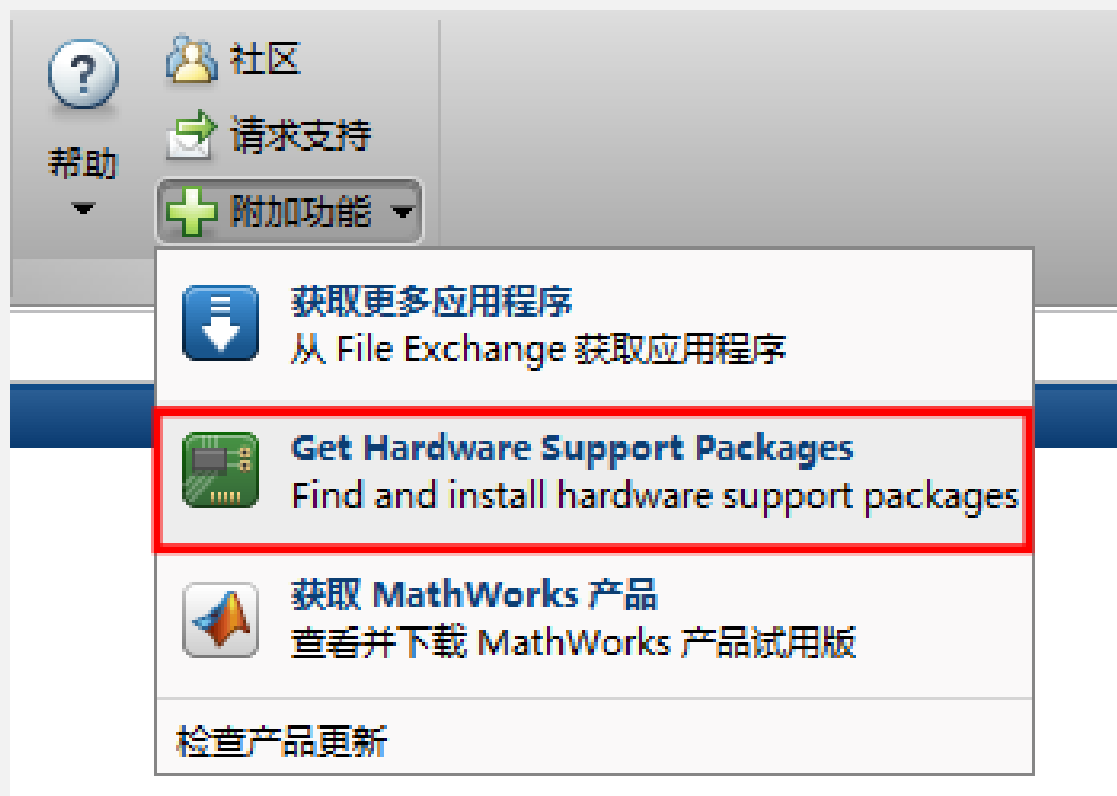 社区
请求支持
帮助
附加功能
获取更多应用程序
从 File Exchange 获取应用程序
Get Hardware Support Packages
Find and install hardware support packages
获取 MathWorks 产品
查看并下载 MathWorks 产品试用版
检查产品更新